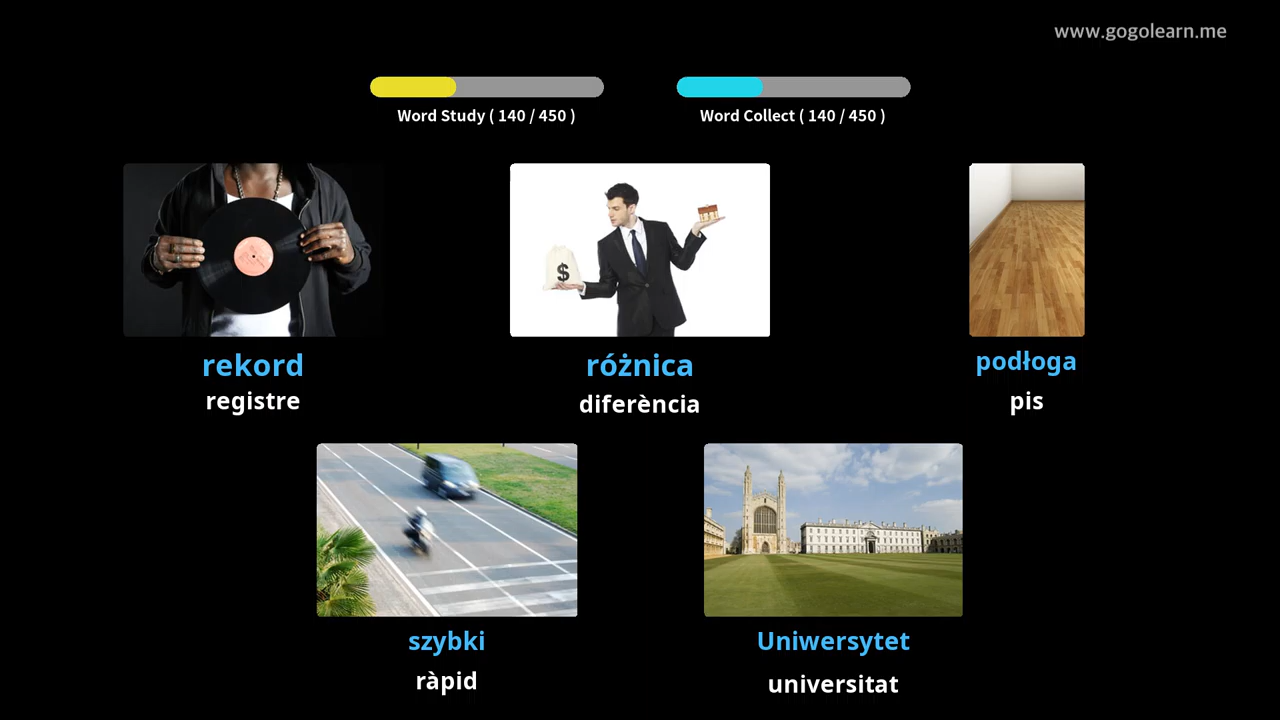 www.gogolearn.me
Word Study ( 140 / 450 )
Word Collect ( 140 / 450 )
$
rekord
registre
różnica
diferència
podłoga
pis
szybki
ràpid
Uniwersytet
universitat